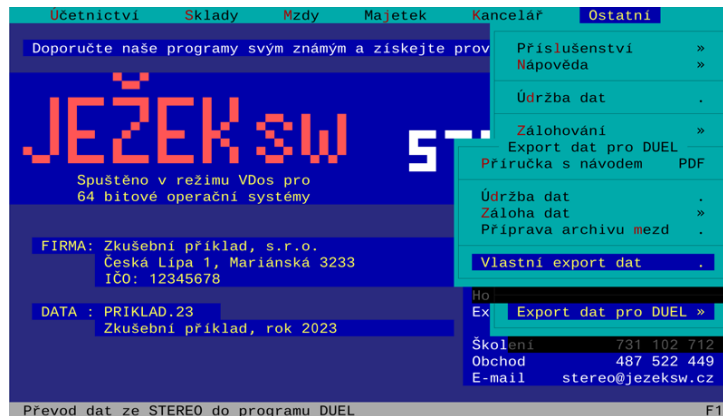 Účetnictví Sklady Mzdy Majetek Kancelář Ostatní
Doporučte naše programy svým známým a získejte prov
JEŽEK SW
Spuštěno v režimu VDos pro
64 bitové operační systémy
FIRMA: Zkušební příklad, s.r.o.
Česká Lípa 1, Mariánská 3233
IČO: 12345678
DATA : PRIKLAD.23
Zkušební příklad, rok 2023
Příslušenství »
Nápověda »
Údržba dat .
Zálohování »
Export dat pro DUEL
Příručka s návodem PDF
Údržba dat .
Záloha dat »
Příprava archivu mezd .
Vlastní export dat .
Ho
Ex
Export dat pro DUEL »
Školení 731 102 712
Obchod 487 522 449
E-mail stereo@jezeksw.cz
Převod dat ze STEREO do programu DUEL F1